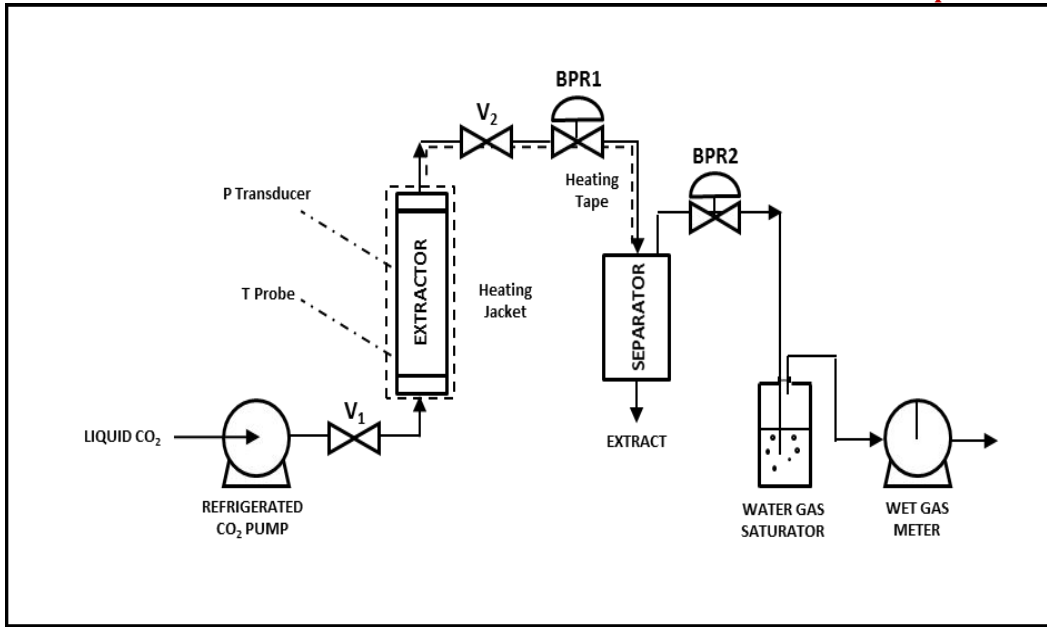 BPR1
V₂
BPR2
P Transducer
Heating
Tape
EXTRACTOR
SEPARATOR
T Probe
Heating
Jacket
V₁
LIQUID CO₂
EXTRACT
REFRIGERATED
CO₂ PUMP
WATER GAS
SATURATOR
WET GAS
METER